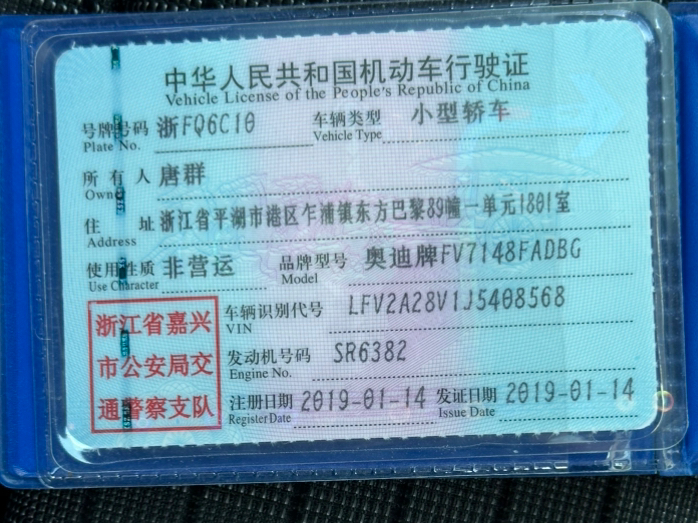 中华人民共和国机动车行驶证
Vehicle License of the People's Republic of China
号牌号码 浙FQ6C10 车辆类型 小型轿车
Plate No. Vehicle Type
所有人 唐群
Owner
住址 浙江省平湖市港区乍浦镇东方巴黎89幢一单元1801室
Address
使用性质 非营运 品牌型号 奥迪牌FV7148FADBG
Use Character Model
车辆识别代号 LFV2A28V1J5408568
VIN
发动机号码 SR6382
Engine No.
注册日期 2019-01-14 发证日期 2019-01-14
Register Date Issue Date
浙江省嘉兴
市公安局交
通警察支队